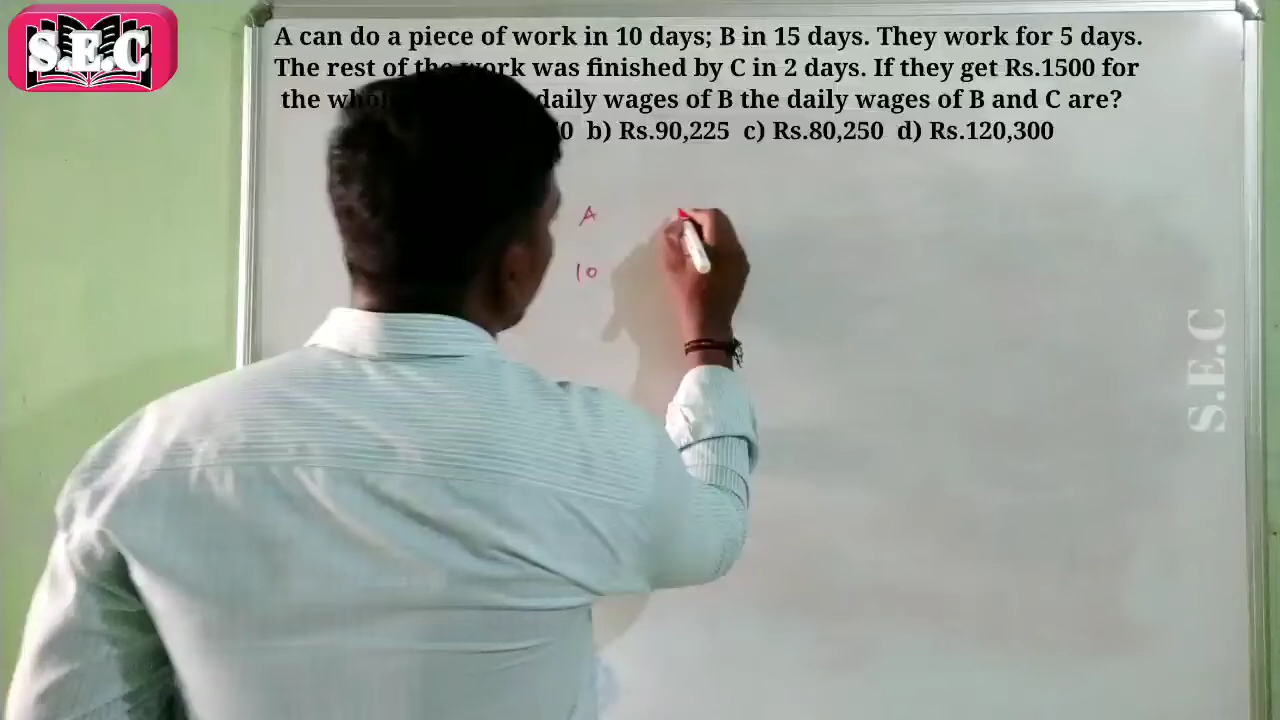 S.E.C
A can do a piece of work in 10 days; B in 15 days. They work for 5 days.
The rest of the work was finished by C in 2 days. If they get Rs.1500 for
the daily wages of B the daily wages of B and C are?
b) Rs.90,225 c) Rs.80,250 d) Rs.120,300
A
10
S.E.C